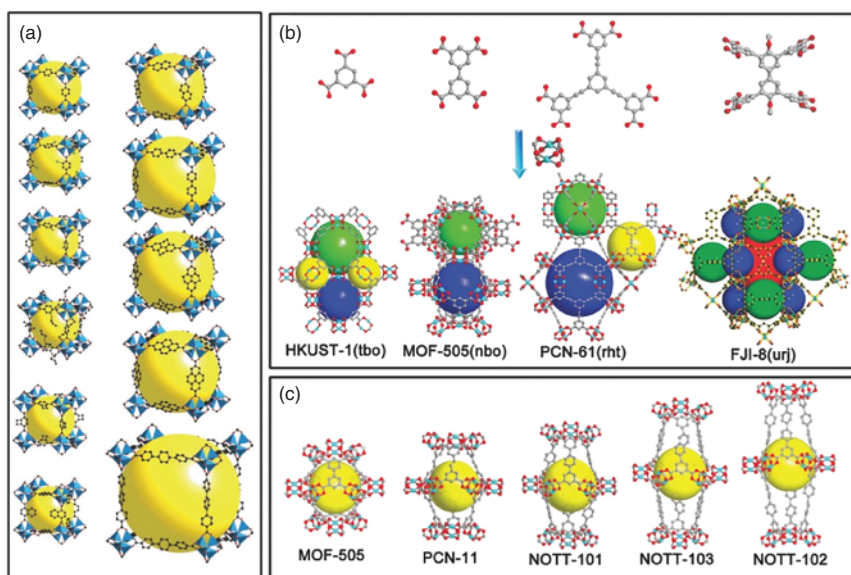 (a)
(b)
HKUST-1(tbo) MOF-505(nbo) PCN-61(rht) FJI-8(urj)
(c)
MOF-505 PCN-11 NOTT-101 NOTT-103 NOTT-102